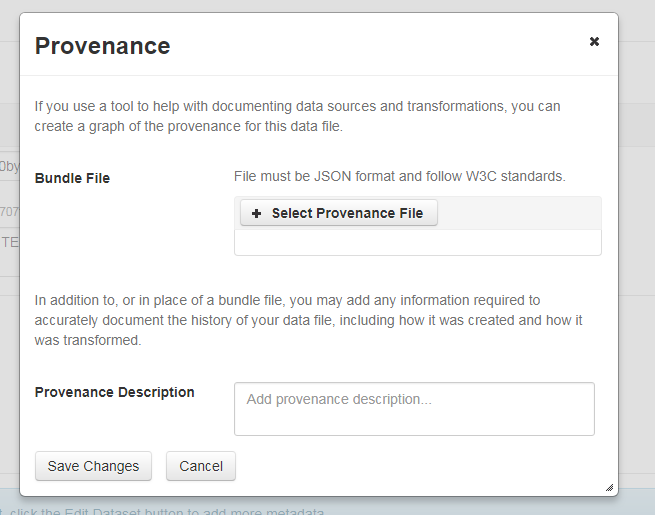 Provenance
If you use a tool to help with documenting data sources and transformations, you can
create a graph of the provenance for this data file.
Bundle File
File must be JSON format and follow W3C standards.
+ Select Provenance File
0by
707
TE
In addition to, or in place of a bundle file, you may add any information required to
accurately document the history of your data file, including how it was created and how it
was transformed.
Provenance Description
Add provenance description...
Save Changes
Cancel
click the Edit Dataset button to add more metadata